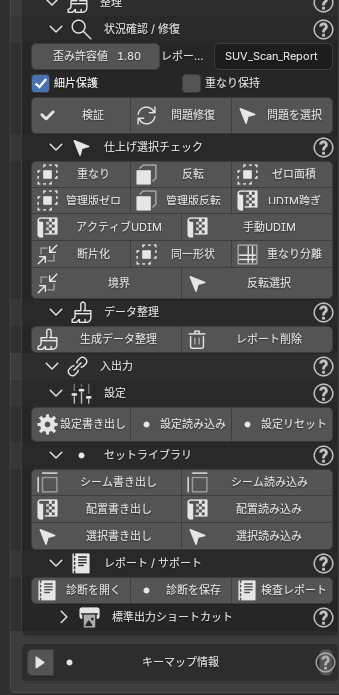 整理
状況確認 / 修復
歪み許容値 1.80 レポー... SUV_Scan_Report
細片保護 重なり保持
検証 問題修復 問題を選択
仕上げ選択チェック
重なり 反転 ゼロ面積
管理版ゼロ 管理版反転 UDIM跨ぎ
アクティブUDIM 手動UDIM
断片化 同一形状 重なり分離
境界 反転選択
データ整理
生成データ整理 レポート削除
入出力
設定
設定書き出し 設定読み込み 設定リセット
セットライブラリ
シーム書き出し シーム読み込み
配置書き出し 配置読み込み
選択書き出し 選択読み込み
レポート / サポート
診断を開く 診断を保存 検査レポート
標準出力ショートカット
キーマップ情報